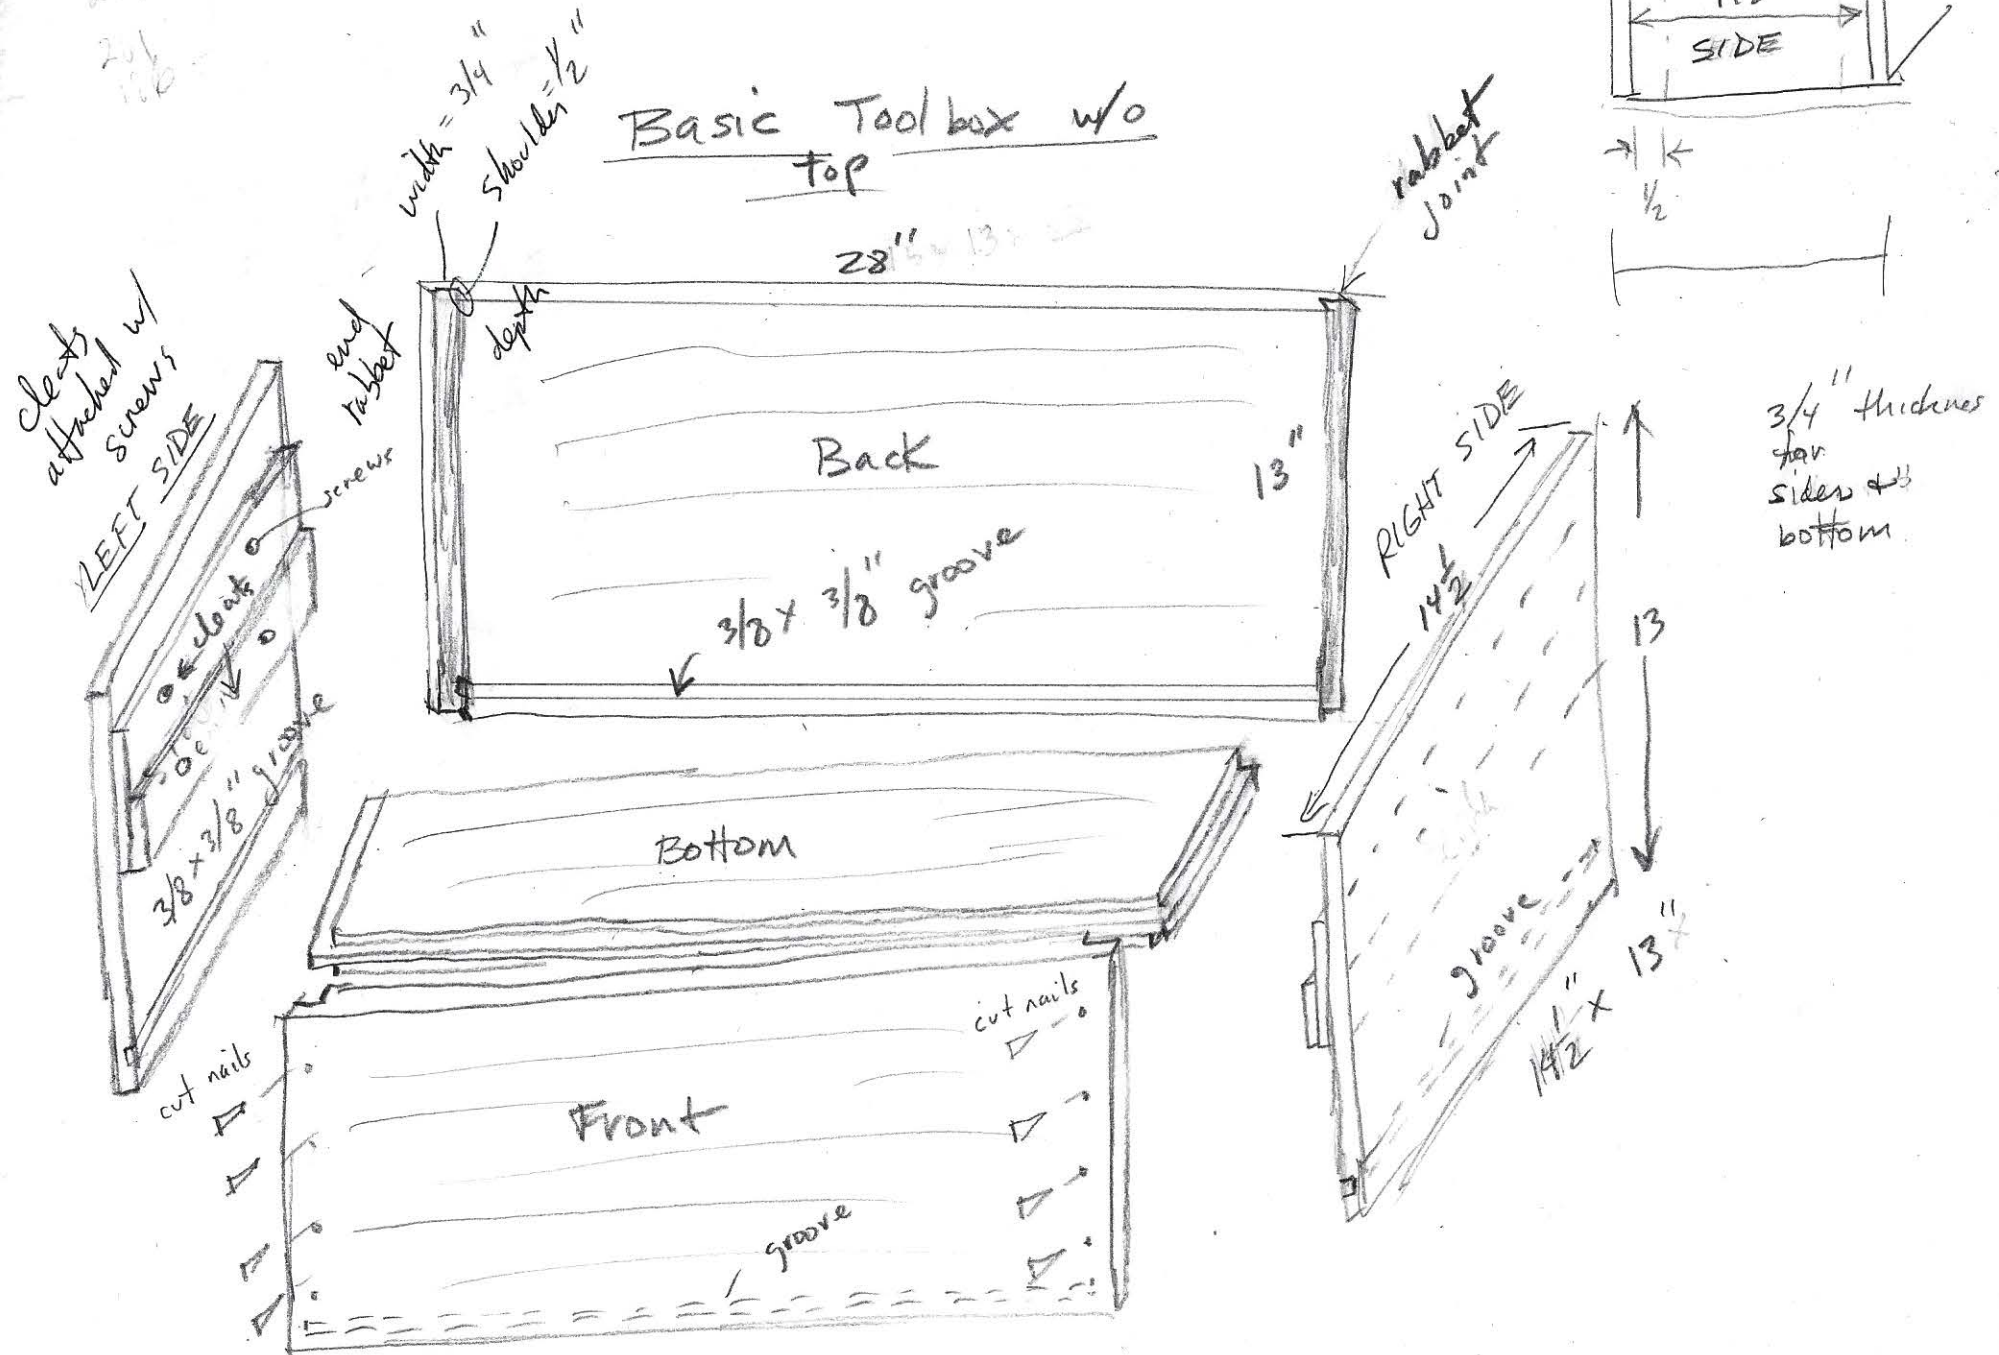 width = 3/4"
shoulder = 1/2"
Basic Toolbox w/o
top
rabbet
joint
SIDE
1/2
28"
depth
end
rabbet
cleats
attached w/
screws
LEFT SIDE
screws
cleats
3/8 x 3/8" groove
Back
13"
3/8 x 3/8" groove
RIGHT SIDE
14 1/2
13
3/4" thicknes
for
sides &
bottom
groove
14 1/2" x 13"
Bottom
cut nails
cut nails
Front
groove